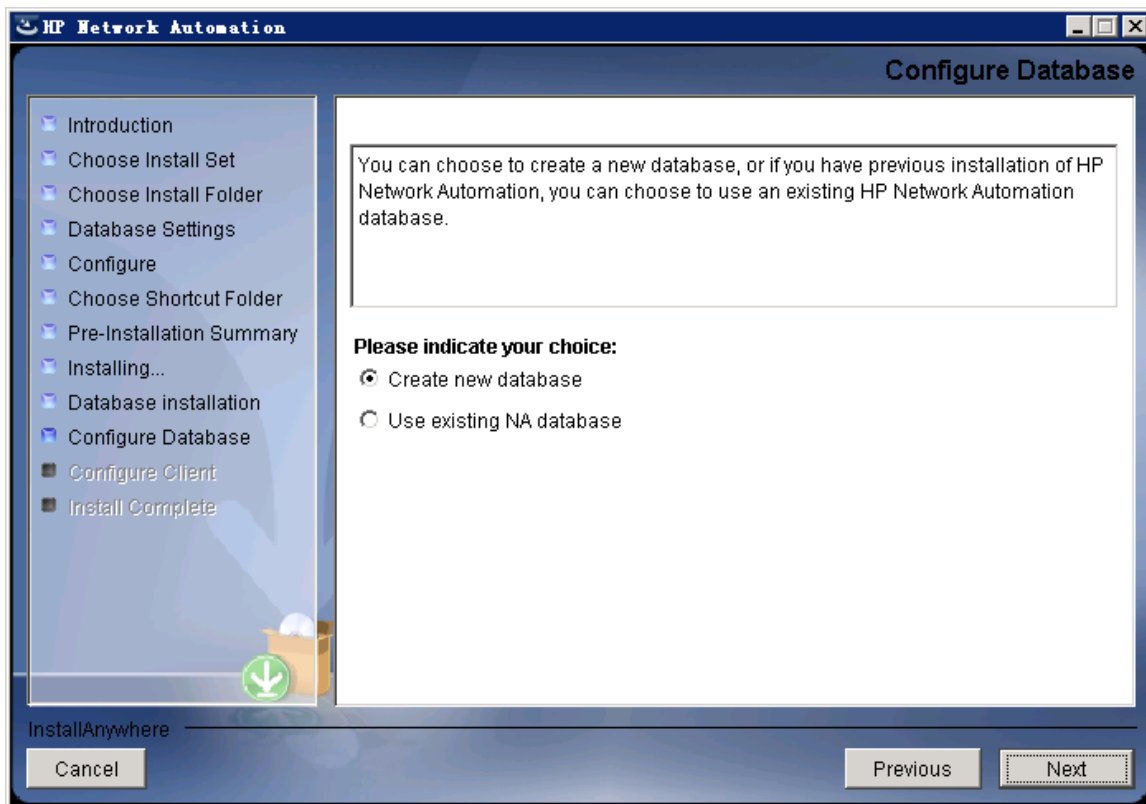 HP Network Automation
Configure Database
Introduction
Choose Install Set
Choose Install Folder
Database Settings
Configure
Choose Shortcut Folder
Pre-Installation Summary
Installing...
Database installation
Configure Database
Configure Client
Install Complete
You can choose to create a new database, or if you have previous installation of HP
Network Automation, you can choose to use an existing HP Network Automation
database.
Please indicate your choice:
Create new database
Use existing NA database
InstallAnywhere
Cancel
Previous
Next